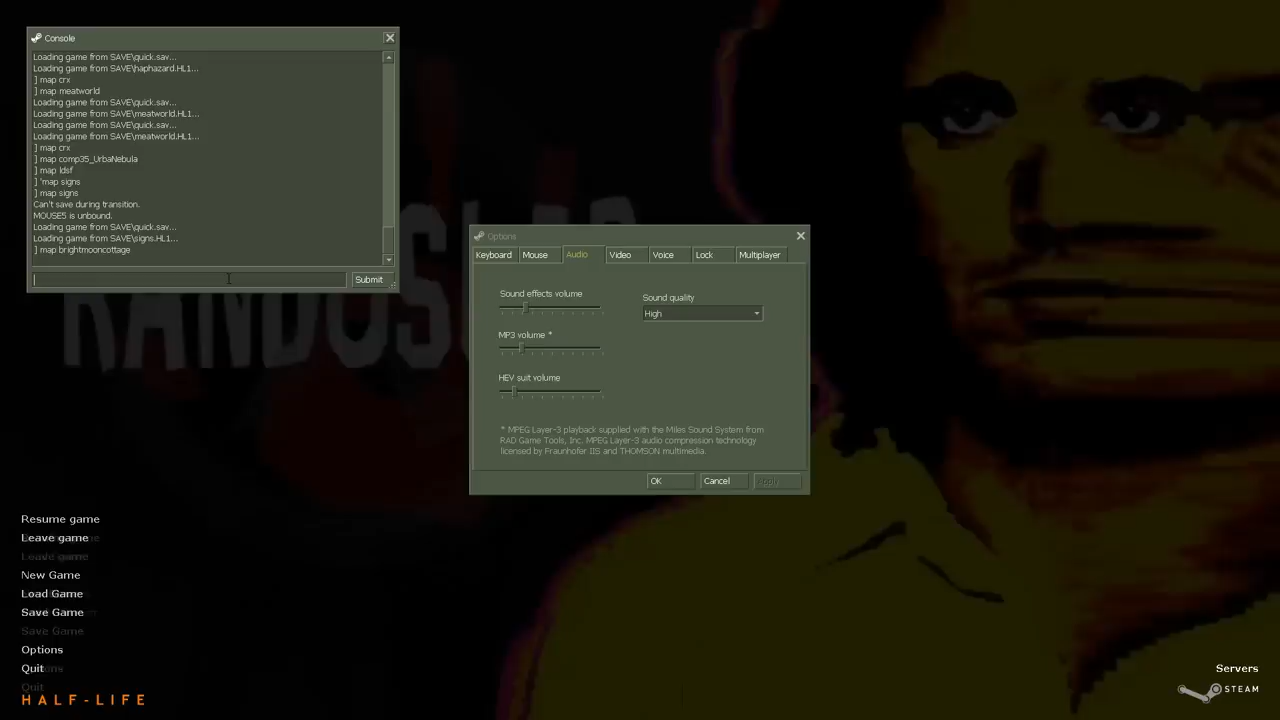 Console
Loading game from SAVE\quick.sav...
Loading game from SAVE\haphazard.HL1...
] map crx
] map meatworld
Loading game from SAVE\quick.sav...
Loading game from SAVE\meatworld.HL1...
Loading game from SAVE\quick.sav...
Loading game from SAVE\meatworld.HL1...
] map crx
] map comp35_UrbaNebula
] map ldsf
] 'map signs
] map signs
Can't save during transition.
MOUSE5 is unbound.
Loading game from SAVE\quick.sav...
Loading game from SAVE\signs.HL1...
] map brightmooncottage
Submit
Options
Keyboard Mouse Audio Video Voice Lock Multiplayer
Sound effects volume
Sound quality
High
MP3 volume *
HEV suit volume
* MPEG Layer-3 playback supplied with the Miles Sound System from
RAD Game Tools, Inc. MPEG Layer-3 audio compression technology
licensed by Fraunhofer IIS and THOMSON multimedia.
OK Cancel Apply
Resume game
Leave game
Leave game
New Game
Load Game
Save Game
Save Game
Options
Quit
Quit
HALF-LIFE
Servers
STEAM